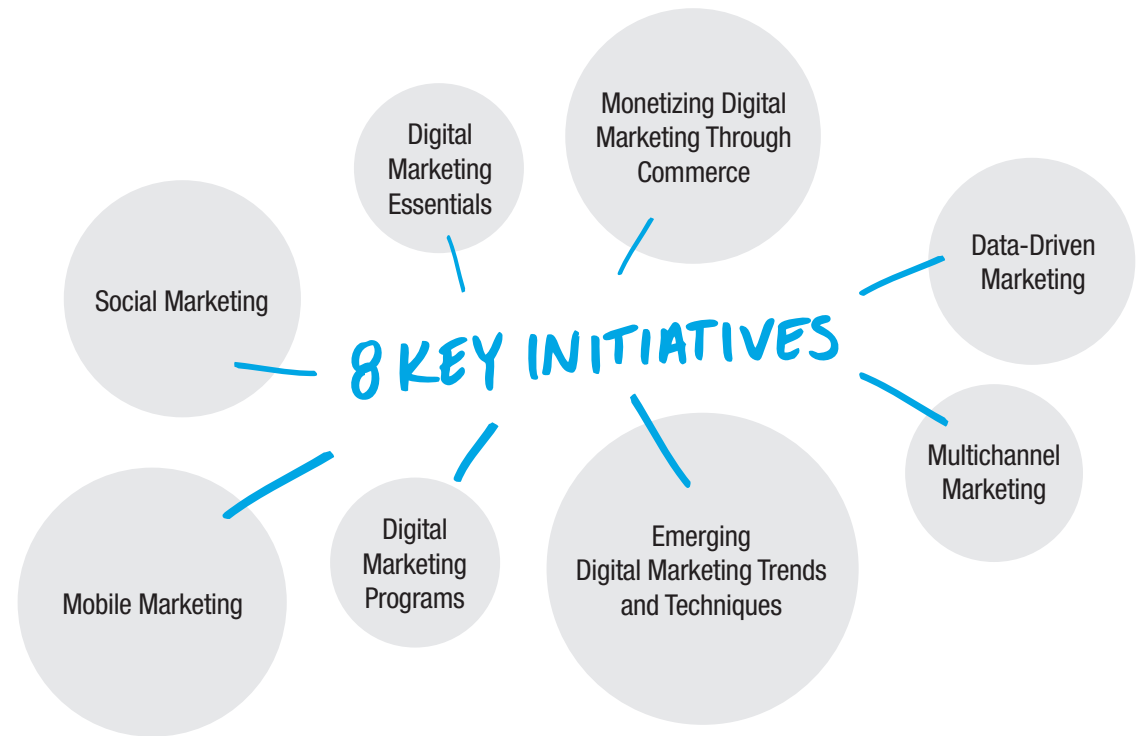 Monetizing Digital
Marketing Through
Commerce
Digital
Marketing
Essentials
Data-Driven
Marketing
Social Marketing
8 KEY INITIATIVES
Multichannel
Marketing
Digital
Marketing
Programs
Emerging
Digital Marketing Trends
and Techniques
Mobile Marketing